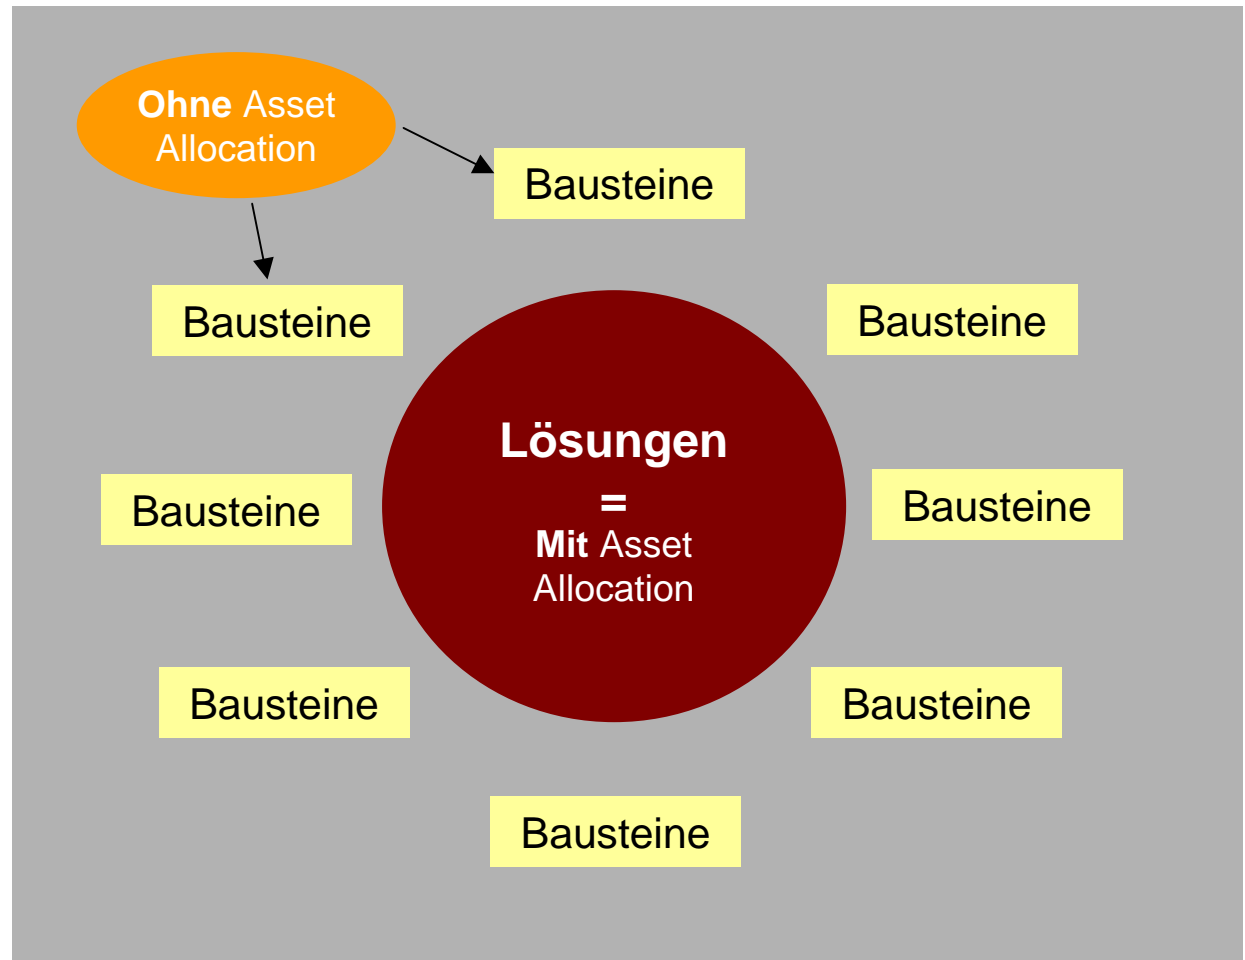 Ohne Asset
Allocation
Bausteine
Bausteine
Bausteine
Lösungen
=
Mit Asset
Allocation
Bausteine
Bausteine
Bausteine
Bausteine
Bausteine